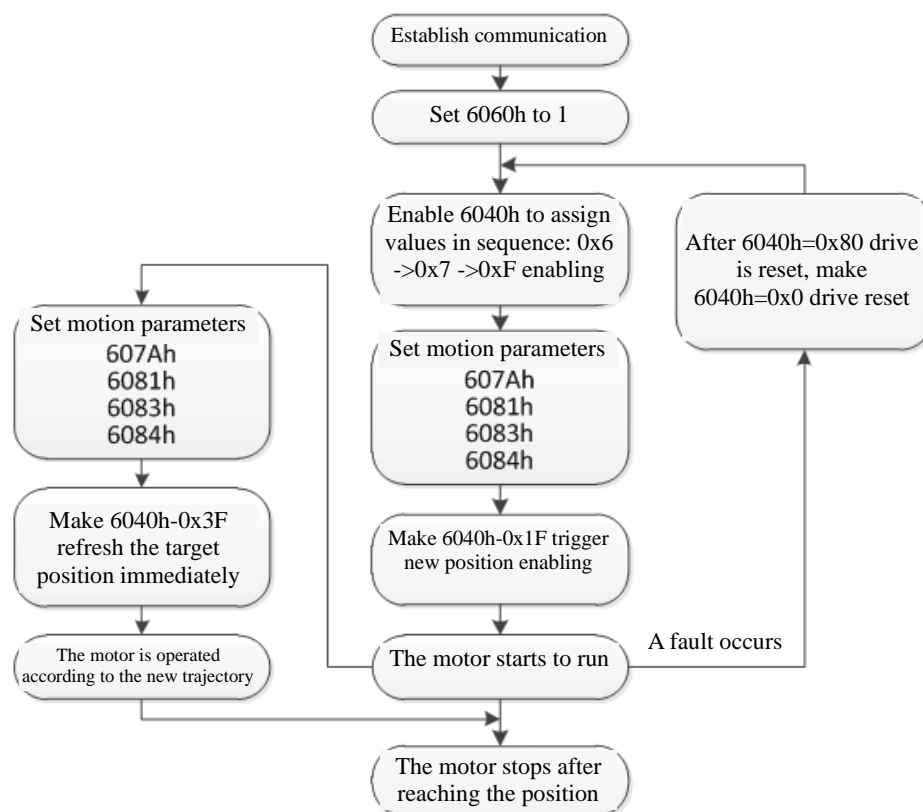 Establish communication
Set 6060h to 1
Enable 6040h to assign
values in sequence: 0x6
->0x7 ->0xF enabling
After 6040h=0x80 drive
is reset, make
6040h=0x0 drive reset
Set motion parameters
607Ah
6081h
6083h
6084h
Set motion parameters
607Ah
6081h
6083h
6084h
Make 6040h-0x3F
refresh the target
position immediately
Make 6040h-0x1F trigger
new position enabling
The motor is operated
according to the new trajectory
The motor starts to run
A fault occurs
The motor stops after
reaching the position